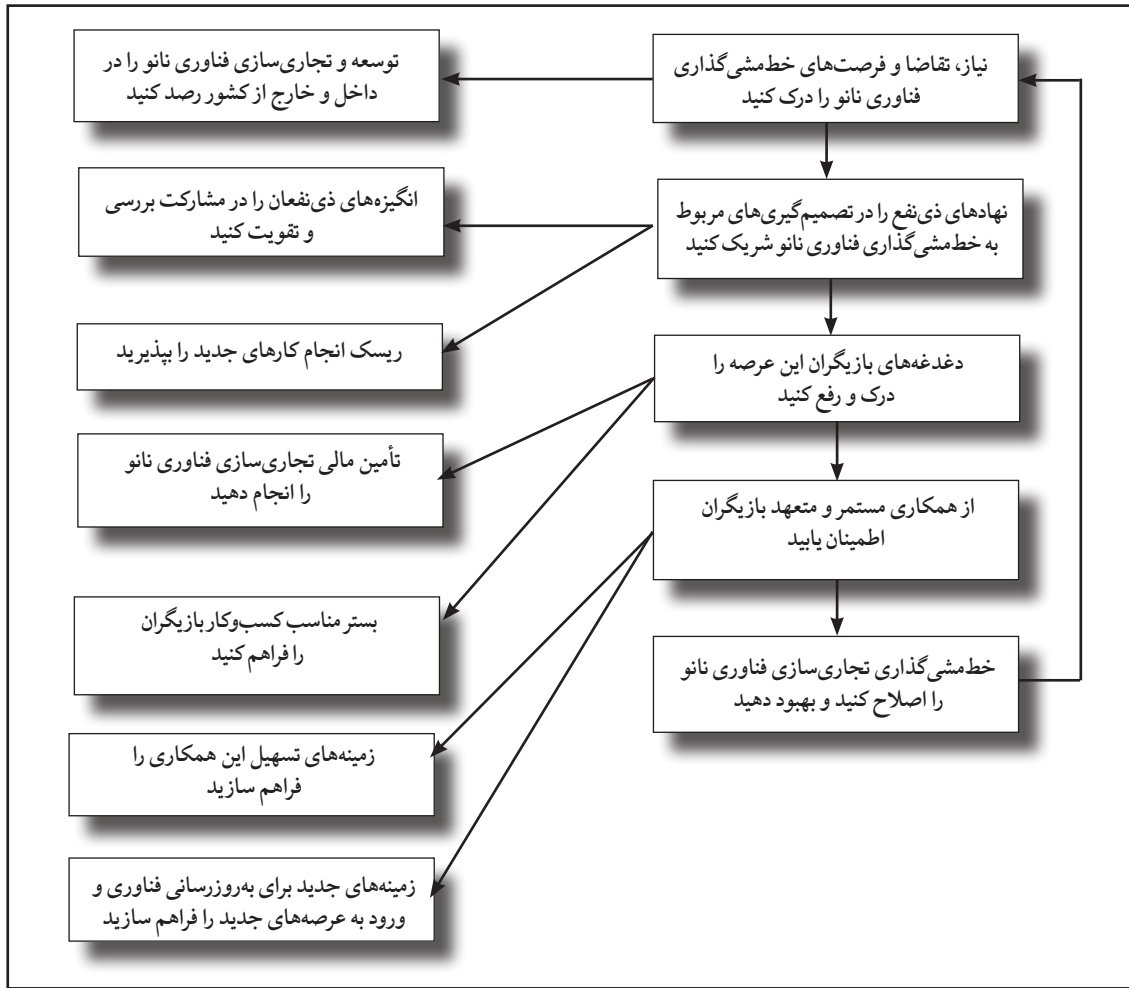 نیاز، تقاضا و فرصت‌های خط‌مشی‌گذاری
فناوری نانو را درک کنید
نهادهای ذی‌نفع را در تصمیم‌گیری‌های مربوط
به خط‌مشی‌گذاری فناوری نانو شریک کنید
دغدغه‌های بازیگران این عرصه را
درک و رفع کنید
از همکاری مستمر و متعهد بازیگران
اطمینان یابید
خط‌مشی‌گذاری تجاری‌سازی فناوری نانو
را اصلاح کنید و بهبود دهید
توسعه و تجاری‌سازی فناوری نانو را در
داخل و خارج از کشور رصد کنید
انگیزه‌های ذی‌نفعان را در مشارکت بررسی
و تقویت کنید
ریسک انجام کارهای جدید را بپذیرید
تأمین مالی تجاری‌سازی فناوری نانو
را انجام دهید
بستر مناسب کسب‌وکار بازیگران
را فراهم کنید
زمینه‌های تسهیل این همکاری را
فراهم سازید
زمینه‌های جدید برای به‌روزرسانی فناوری و
ورود به عرصه‌های جدید را فراهم سازید